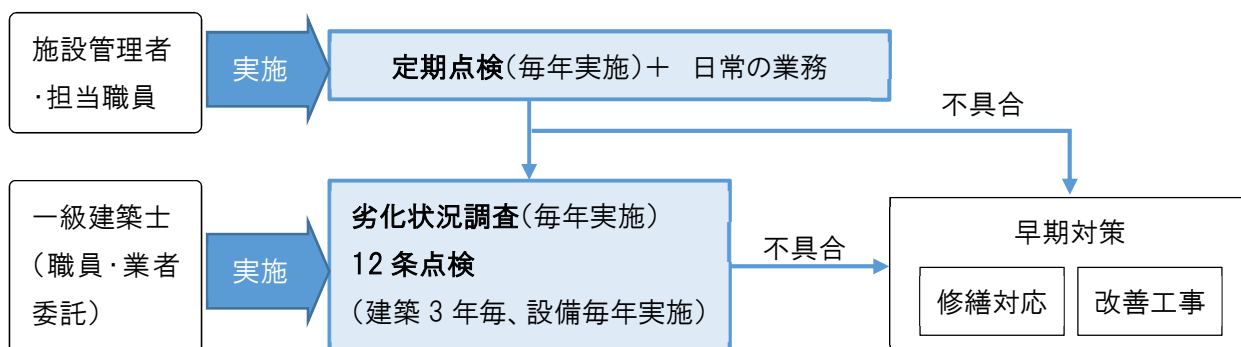 施設管理者
・担当職員
実施
定期点検（毎年実施）＋　日常の業務
不具合
一級建築士
（職員・業者
委託）
実施
劣化状況調査（毎年実施）
12 条点検
（建築 3 年毎、設備毎年実施）
不具合
早期対策
修繕対応
改善工事